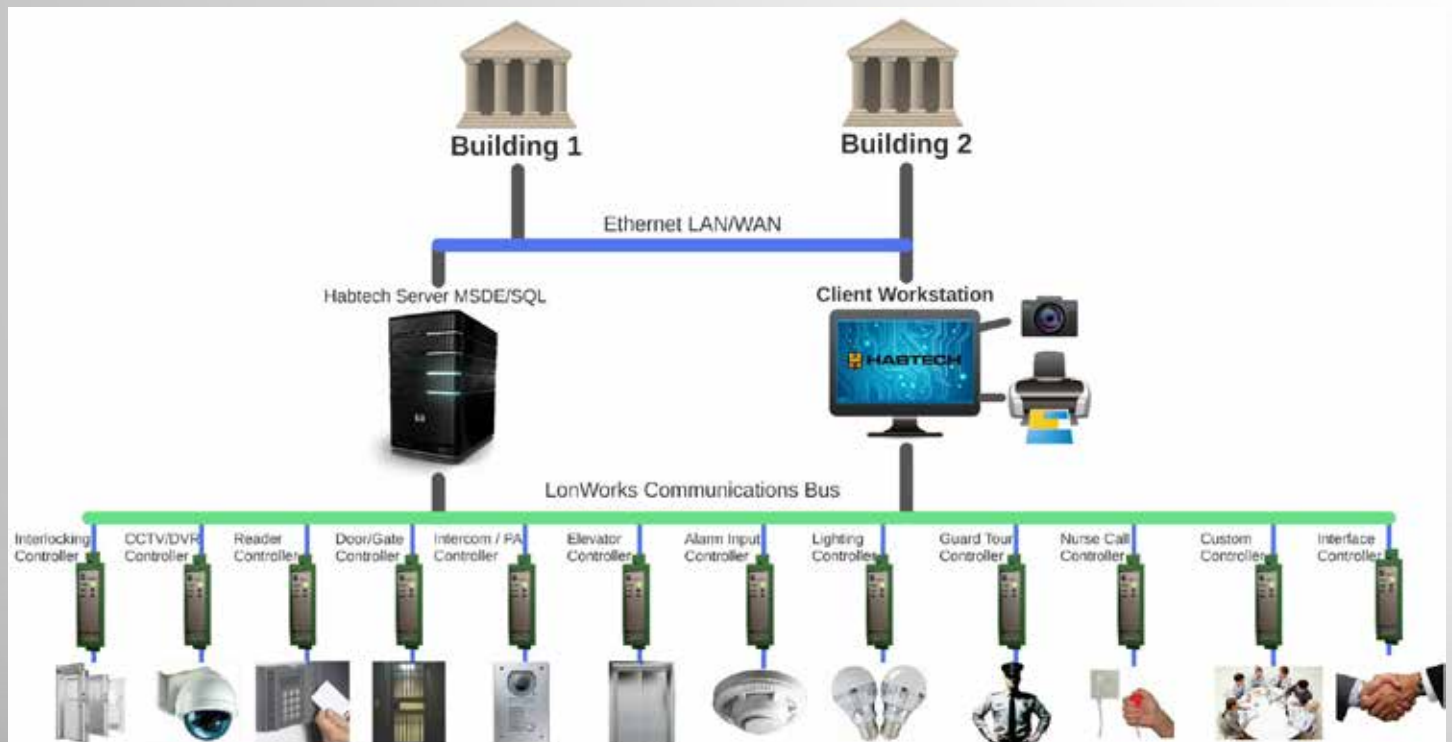 Building 1
Building 2
Ethernet LAN/WAN
Habtech Server MSDE/SQL
Client Workstation
HABTECH
LonWorks Communications Bus
Interlocking
Controller
CCTV/DVR
Controller
Reader
Controller
Door/Gate
Controller
Intercom / PA
Controller
Elevator
Controller
Alarm Input
Controller
Lighting
Controller
Guard Tour
Controller
Nurse Call
Controller
Custom
Controller
Interface
Controller